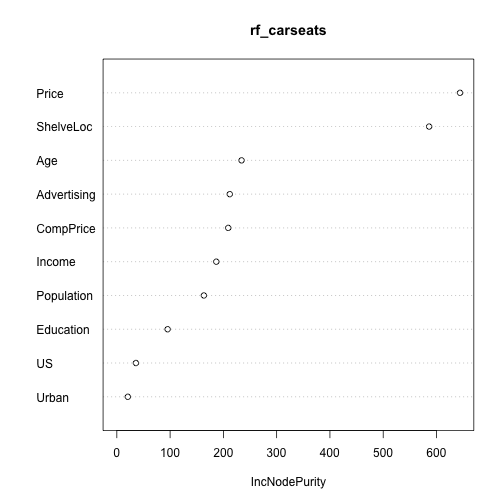 rf_carseats
Price
ShelveLoc
Age
Advertising
CompPrice
Income
Population
Education
US
Urban
0 100 200 300 400 500 600
IncNodePurity